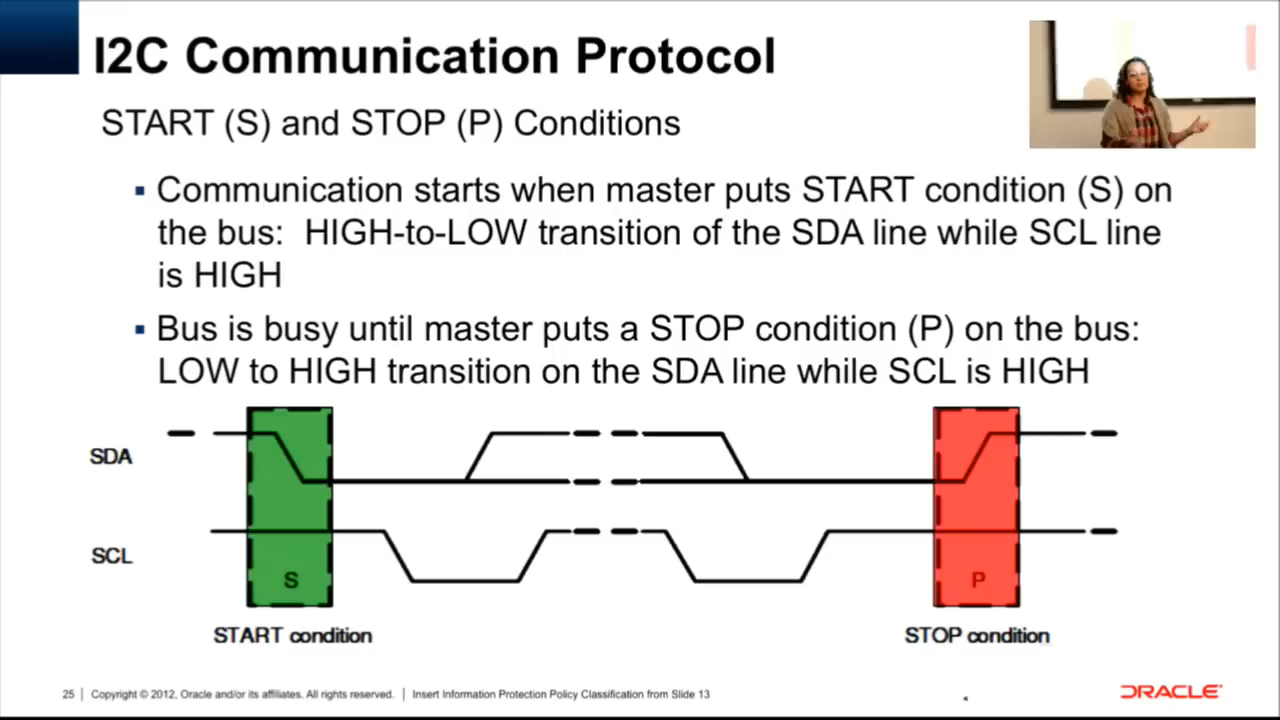 I2C Communication Protocol
START (S) and STOP (P) Conditions
▪ Communication starts when master puts START condition (S) on
the bus:  HIGH-to-LOW transition of the SDA line while SCL line
is HIGH
▪ Bus is busy until master puts a STOP condition (P) on the bus:
LOW to HIGH transition on the SDA line while SCL is HIGH
SDA
SCL
S
P
START condition
STOP condition
25 | Copyright © 2012, Oracle and/or its affiliates. All rights reserved. | Insert Information Protection Policy Classification from Slide 13
ORACLE